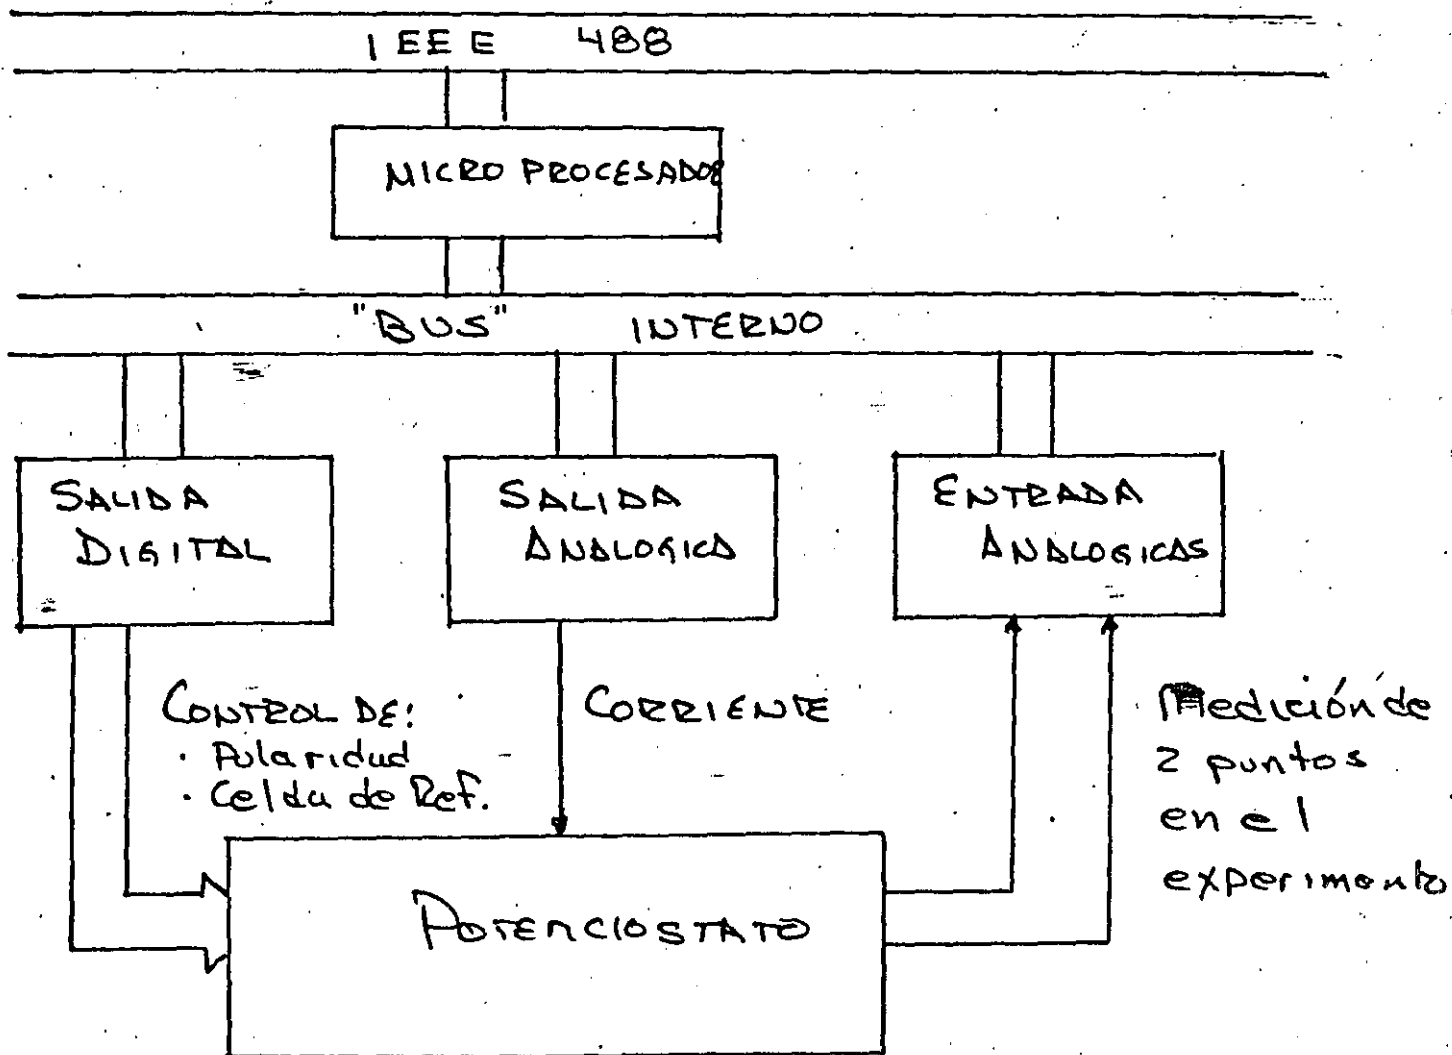 IEEE 488
MICRO PROCESADOR
"BUS" INTERNO
SALIDA
DIGITAL
SALIDA
ANALOGICA
ENTRADA
ANALOGICAS
CONTROL DE:
· Polaridad
· Celda de Ref.
CORRIENTE
Medición de
2 puntos
en el
experimento
POTENCIOSTATO